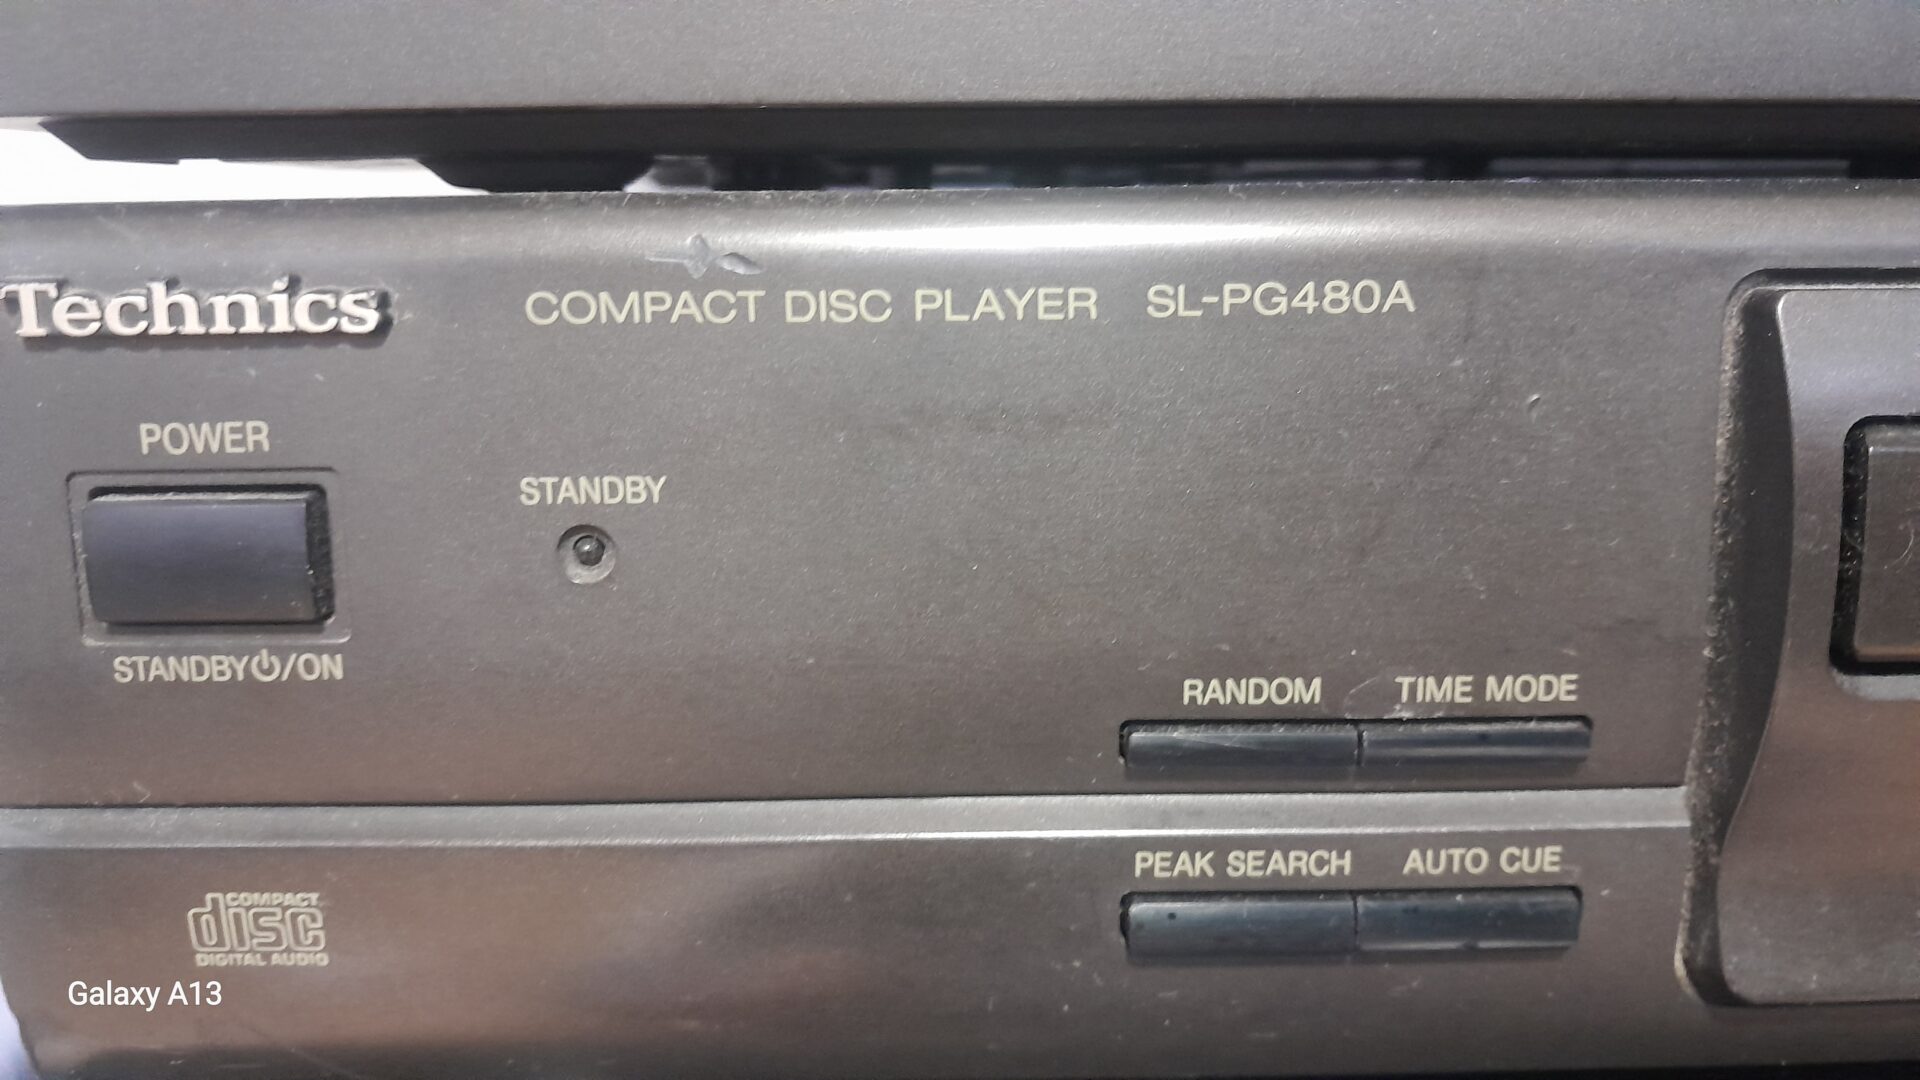 Technics
COMPACT DISC PLAYER SL-PG480A
POWER
STANDBY
STANDBY⏻/ON
RANDOM TIME MODE
PEAK SEARCH AUTO CUE
COMPACT
disc
DIGITAL AUDIO
Galaxy A13